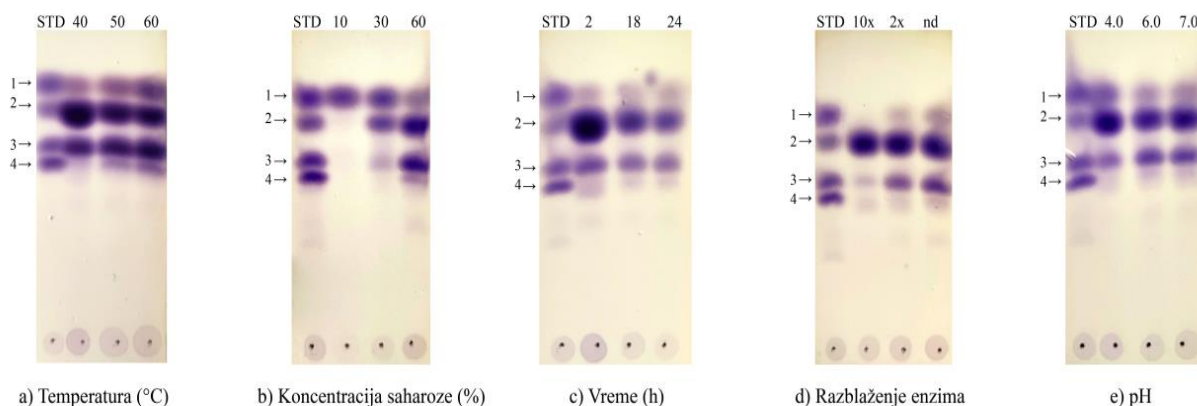 STD 40 50 60
1→
2→
3→
4→
a) Temperatura (°C)
STD 10 30 60
1→
2→
3→
4→
b) Koncentracija saharoze (%)
STD 2 18 24
1→
2→
3→
4→
c) Vreme (h)
STD 10x 2x nd
1→
2→
3→
4→
d) Razblaženje enzima
STD 4.0 6.0 7.0
1→
2→
3→
4→
e) pH